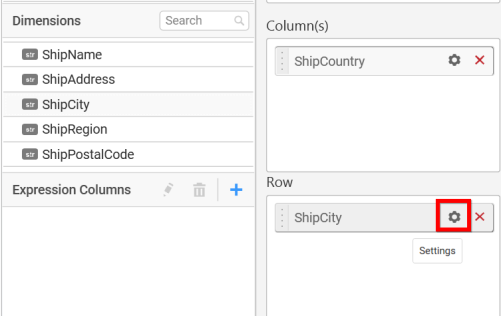 Dimensions
Search
str ShipName
str ShipAddress
str ShipCity
str ShipRegion
str ShipPostalCode
Expression Columns
Column(s)
ShipCountry
Row
ShipCity
Settings